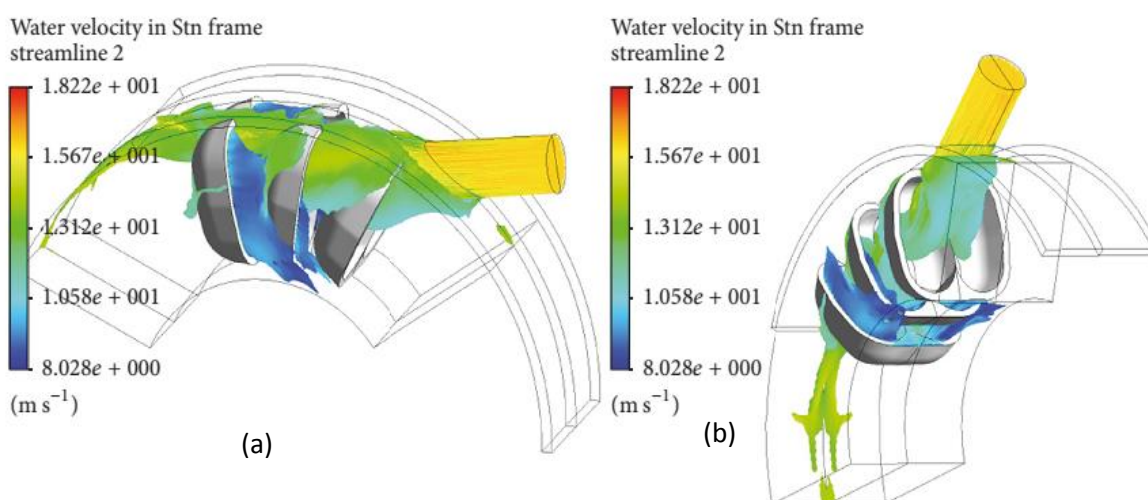 Water velocity in Stn frame
streamline 2
1.822e + 001
1.567e + 001
1.312e + 001
1.058e + 001
8.028e + 000
(m s⁻¹)
(a)
Water velocity in Stn frame
streamline 2
1.822e + 001
1.567e + 001
1.312e + 001
1.058e + 001
8.028e + 000
(m s⁻¹)
(b)